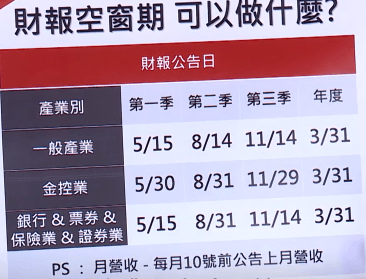 財報空窗期 可以做什麼?
財報公告日
產業別 第一季 第二季 第三季 年度
一般產業 5/15 8/14 11/14 3/31
金控業 5/30 8/31 11/29 3/31
銀行 & 票券 &
保險業 & 證券業 5/15 8/31 11/14 3/31
PS : 月營收 - 每月10號前公告上月營收